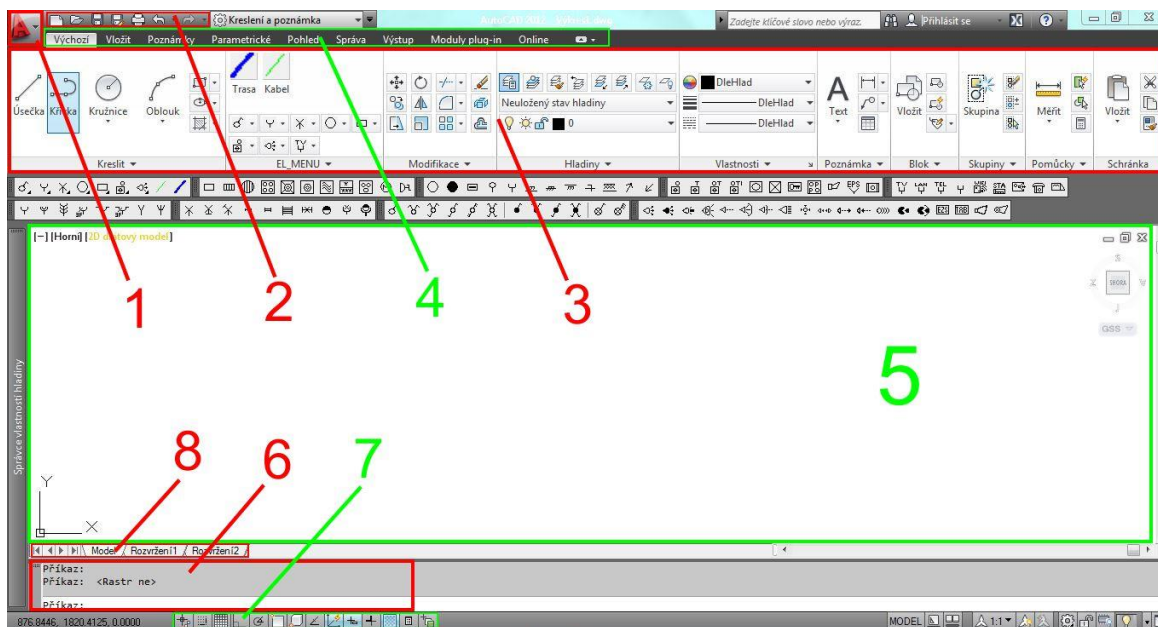 Kreslení a poznámka
AutoCAD 2012
Zadejte klíčové slovo nebo výraz.
Přihlásit se
Výchozí Vložit Poznámky Parametrické Pohled Správa Výstup Moduly plug-in Online
Úsečka Křivka Kružnice Oblouk
Trasa Kabel
Neuložený stav hladiny
0
DleHlad
DleHlad
DleHlad
Text
Vložit
Skupina
Měřit
Vložit
Kreslit EL_MENU Modifikace Hladiny Vlastnosti Poznámka Blok Skupiny Pomůcky Schránka
[−] [Horní] [2D drátový model]
1
2
4
3
5
S
GSS
Správce vlastností hladiny
8
6
7
Y
X
Model Rozvržení1 Rozvržení2
Příkaz:
Příkaz: <Rastr ne>
Příkaz:
876.8446, 1820.4125, 0.0000
MODEL
1:1